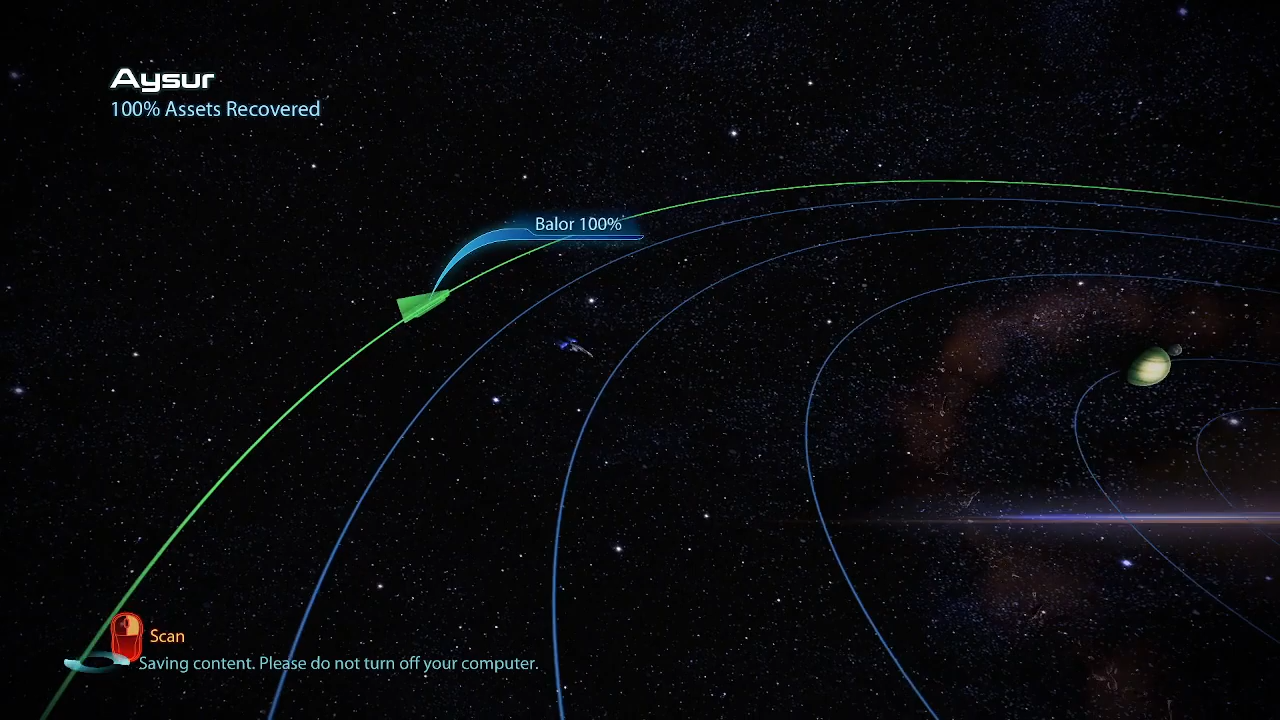 Aysur
100% Assets Recovered
Balor 100%
Scan
Saving content. Please do not turn off your computer.